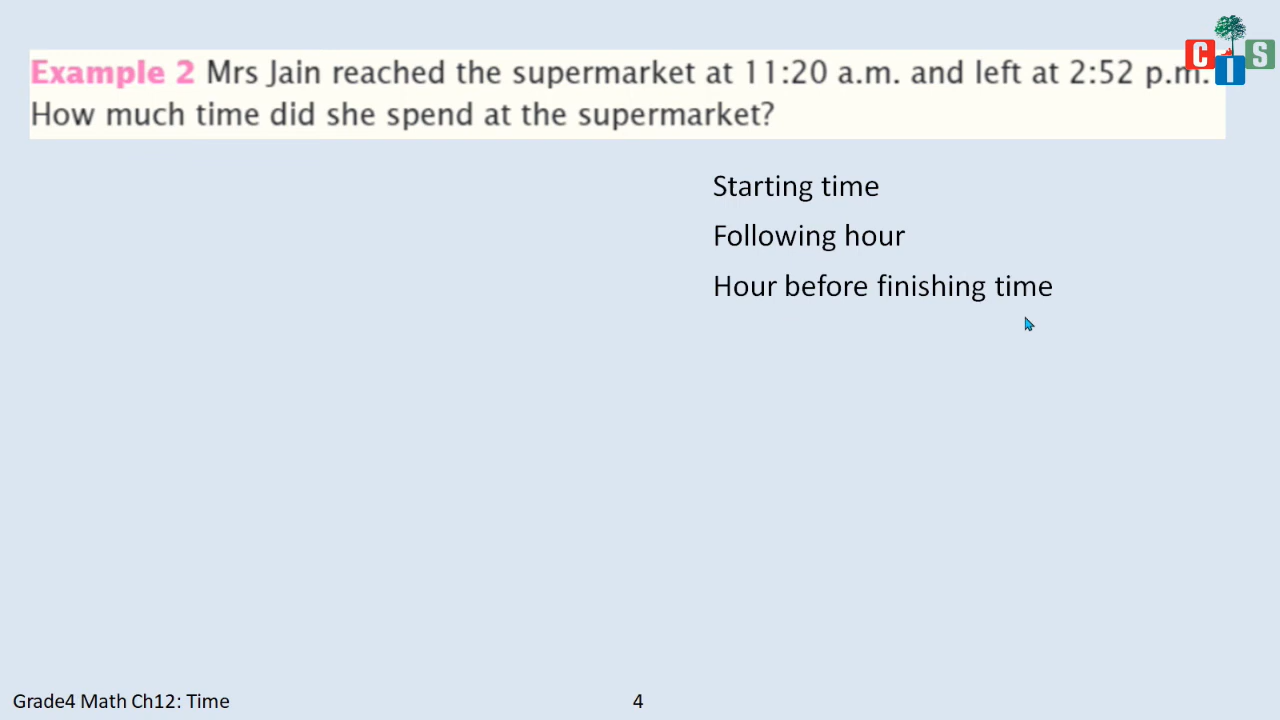 Example 2 Mrs Jain reached the supermarket at 11:20 a.m. and left at 2:52 p.m.
How much time did she spend at the supermarket?
C I S
Starting time
Following hour
Hour before finishing time
Grade4 Math Ch12: Time
4